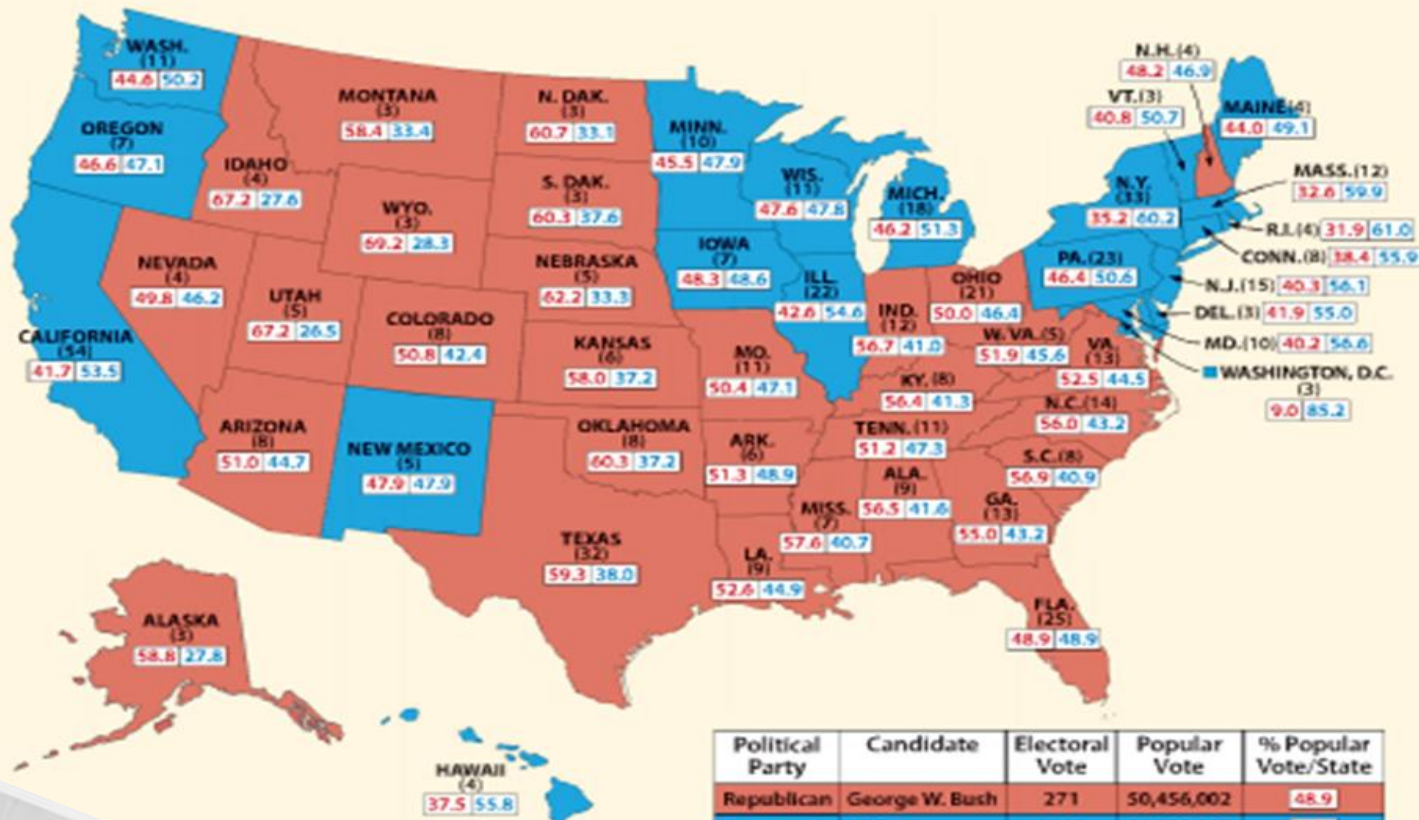 WASH.
(11)
44.6 50.2
OREGON
(7)
46.6 47.1
CALIFORNIA
(54)
41.7 53.5
IDAHO
(4)
67.2 27.6
NEVADA
(4)
49.8 46.2
MONTANA
(3)
58.4 33.4
WYO.
(3)
69.2 28.3
UTAH
(5)
67.2 26.5
COLORADO
(8)
50.8 42.4
ARIZONA
(8)
51.0 44.7
NEW MEXICO
(5)
47.9 47.9
N. DAK.
(3)
60.7 33.1
S. DAK.
(3)
60.3 37.6
NEBRASKA
(5)
62.2 33.3
KANSAS
(6)
58.0 37.2
OKLAHOMA
(8)
60.3 37.2
TEXAS
(32)
59.3 38.0
MINN.
(10)
45.5 47.9
IOWA
(7)
48.3 48.6
MO.
(11)
50.4 47.1
ARK.
(6)
51.3 48.9
LA.
(9)
52.6 44.9
WIS.
(11)
47.6 47.8
ILL.
(22)
42.6 54.6
MICH.
(18)
46.2 51.3
IND.
(12)
56.7 41.0
OHIO
(21)
50.0 46.4
KY. (8)
56.4 41.3
TENN. (11)
51.2 47.3
MISS.
(7)
57.6 40.7
ALA.
(9)
56.5 41.6
GA.
(13)
55.0 43.2
FLA.
(25)
48.9 48.9
S.C. (8)
56.9 40.9
N.C. (14)
56.0 43.2
VA.
(13)
52.5 44.5
W. VA. (5)
51.9 45.6
PA. (23)
46.4 50.6
N.Y.
(33)
35.2 60.2
VT. (3)
40.8 50.7
N.H. (4)
48.2 46.9
MAINE (4)
44.0 49.1
MASS. (12)
32.6 59.9
R.I. (4) 31.9 61.0
CONN. (8) 38.4 55.9
N.J. (15) 40.3 56.1
DEL. (3) 41.9 55.0
MD. (10) 40.2 56.6
WASHINGTON, D.C.
(3)
9.0 85.2
ALASKA
(3)
58.8 27.8
HAWAII
(4)
37.5 55.8
Political Party Candidate Electoral Vote Popular Vote % Popular Vote/State
Republican George W. Bush 271 50,456,002 48.9